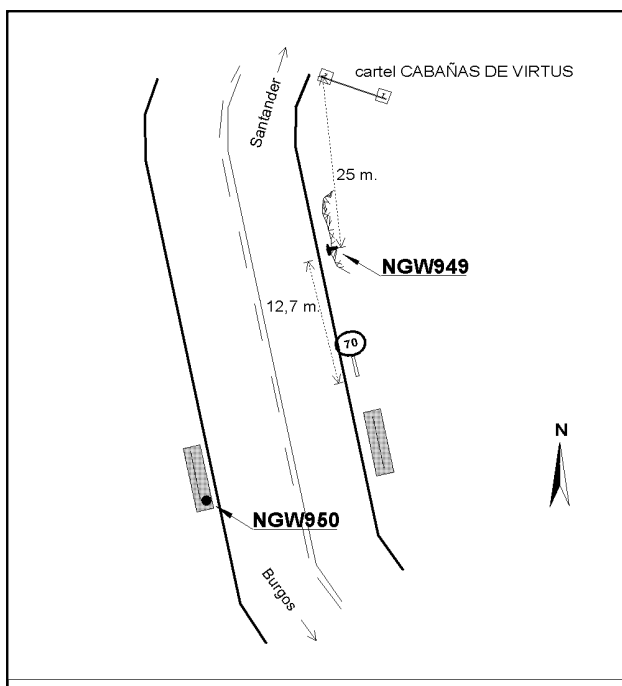 cartel CABAÑAS DE VIRTUS
Santander
25 m.
NGW949
12,7 m.
70
N
NGW950
Burgos